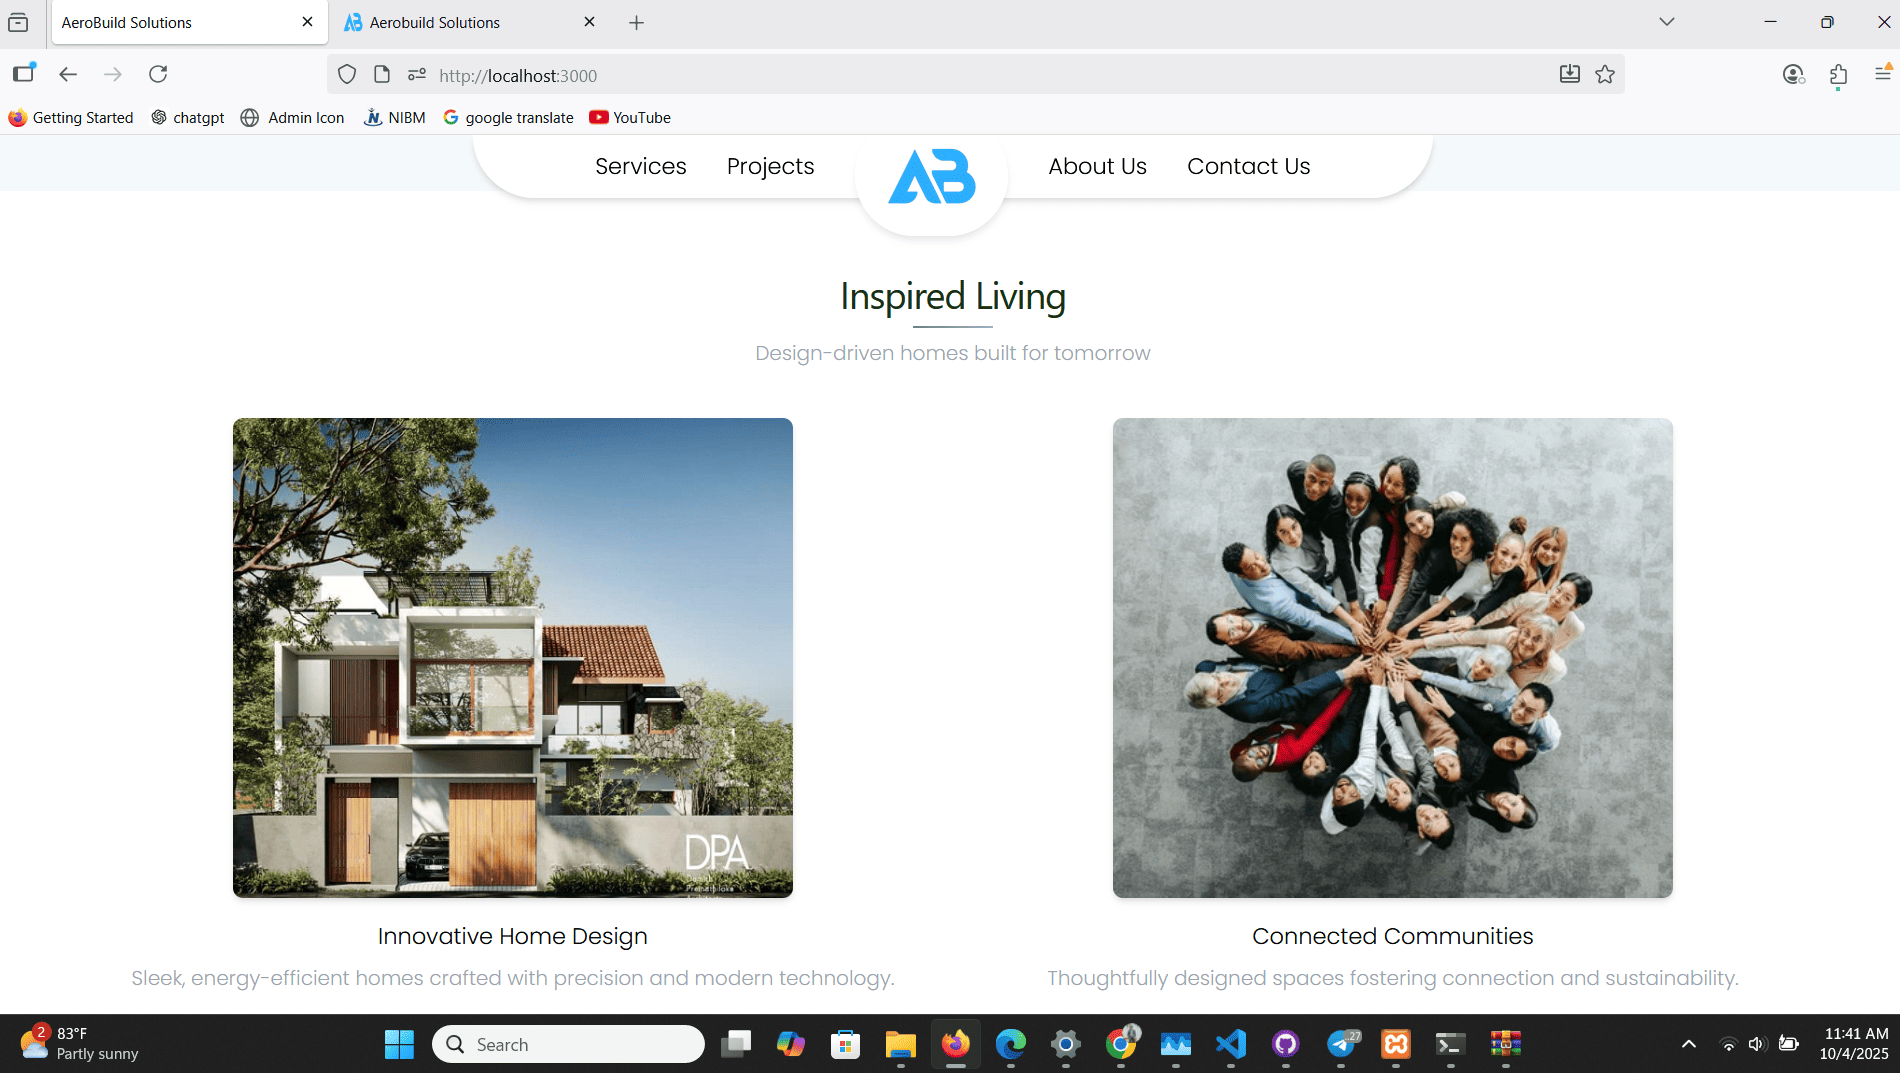 AeroBuild Solutions
Aerobuild Solutions
http://localhost:3000
Getting Started
chatgpt
Admin Icon
NIBM
google translate
YouTube
Services
Projects
AB
About Us
Contact Us
Inspired Living
Design-driven homes built for tomorrow
DPA
Innovative Home Design
Connected Communities
Sleek, energy-efficient homes crafted with precision and modern technology.
Thoughtfully designed spaces fostering connection and sustainability.
2
83°F
Partly sunny
Search
..27
11:41 AM
10/4/2025